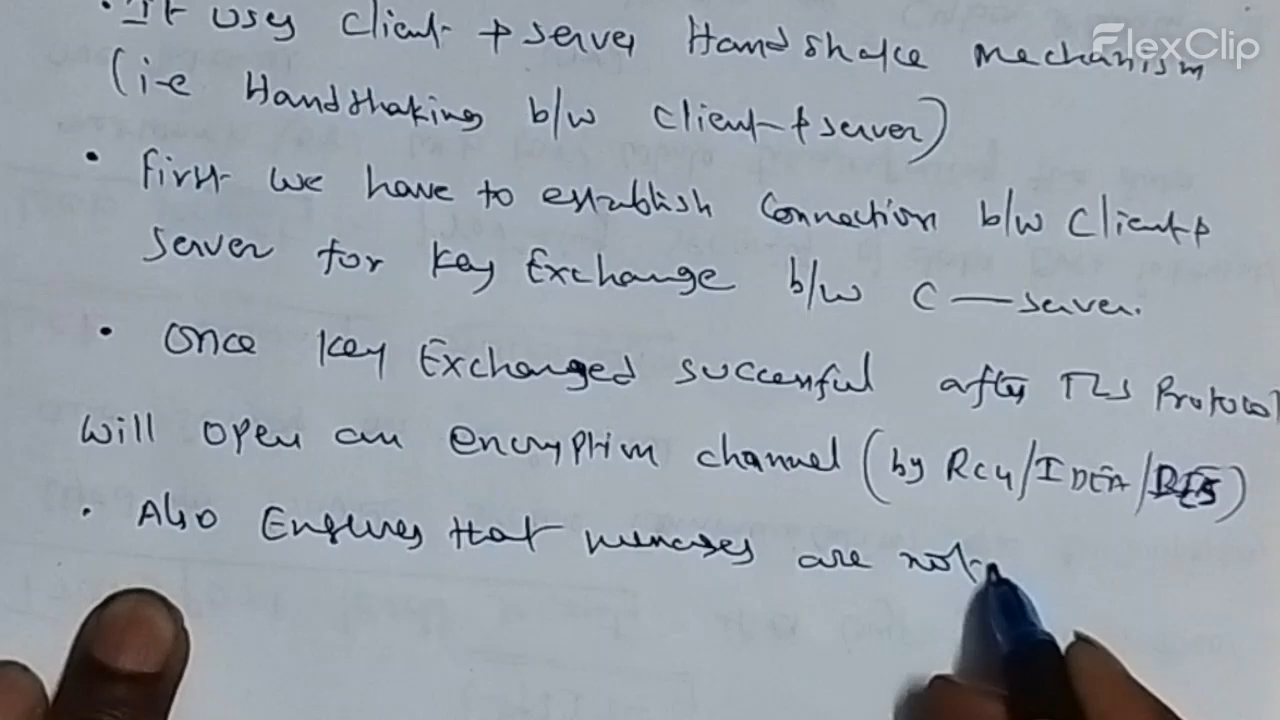 • It uses Client & server Handshake mechanism
FlexClip
(i.e Handshaking b/w Client & server)
• first we have to establish Connection b/w Client &
server for key Exchange b/w C — server.
• Once key Exchanged successful after TLS Protocol
will open an encryption channel (by RC4/IDEA/DES)
• Also Ensures that messages are not